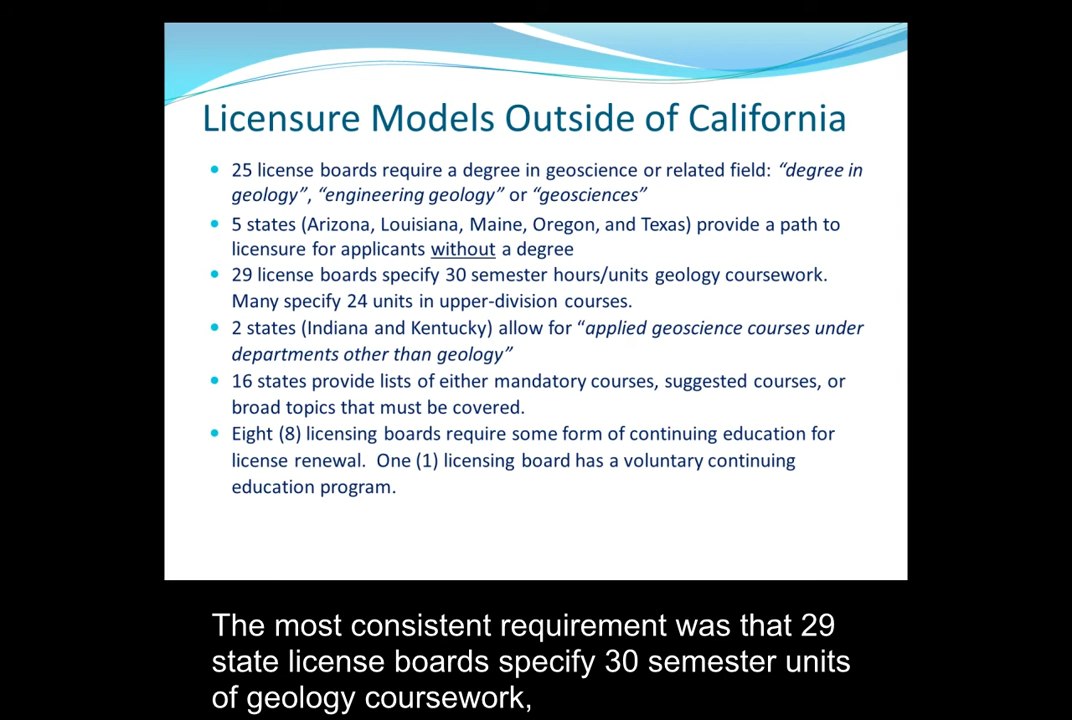 Licensure Models Outside of California
• 25 license boards require a degree in geoscience or related field: “degree in
geology”, “engineering geology” or “geosciences”
• 5 states (Arizona, Louisiana, Maine, Oregon, and Texas) provide a path to
licensure for applicants without a degree
• 29 license boards specify 30 semester hours/units geology coursework.
Many specify 24 units in upper-division courses.
• 2 states (Indiana and Kentucky) allow for “applied geoscience courses under
departments other than geology”
• 16 states provide lists of either mandatory courses, suggested courses, or
broad topics that must be covered.
• Eight (8) licensing boards require some form of continuing education for
license renewal.  One (1) licensing board has a voluntary continuing
education program.
The most consistent requirement was that 29
state license boards specify 30 semester units
of geology coursework,